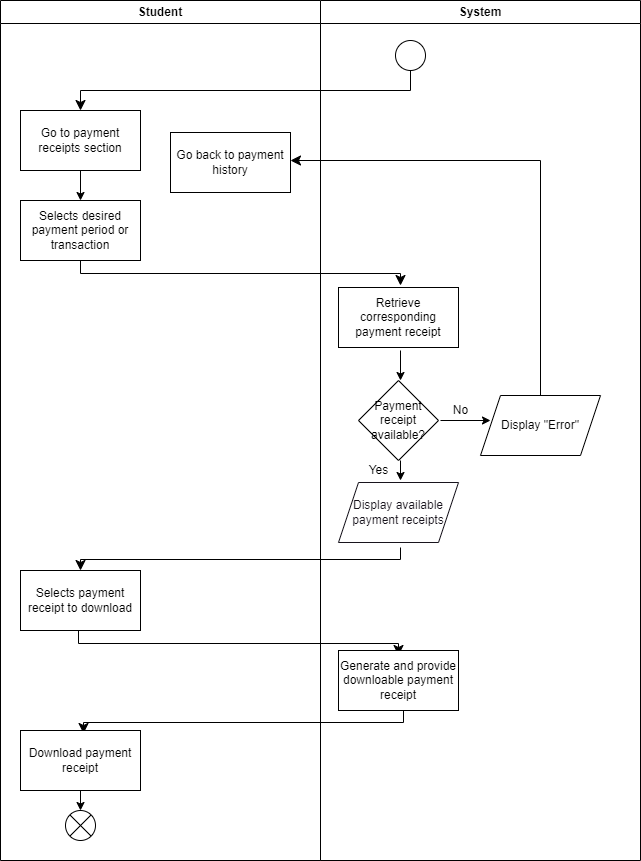 Student
System
Go to payment
receipts section
Go back to payment
history
Selects desired
payment period or
transaction
Retrieve
corresponding
payment receipt
Payment
receipt
available?
No
Display "Error"
Yes
Display available
payment receipts
Selects payment
receipt to download
Generate and provide
downloable payment
receipt
Download payment
receipt